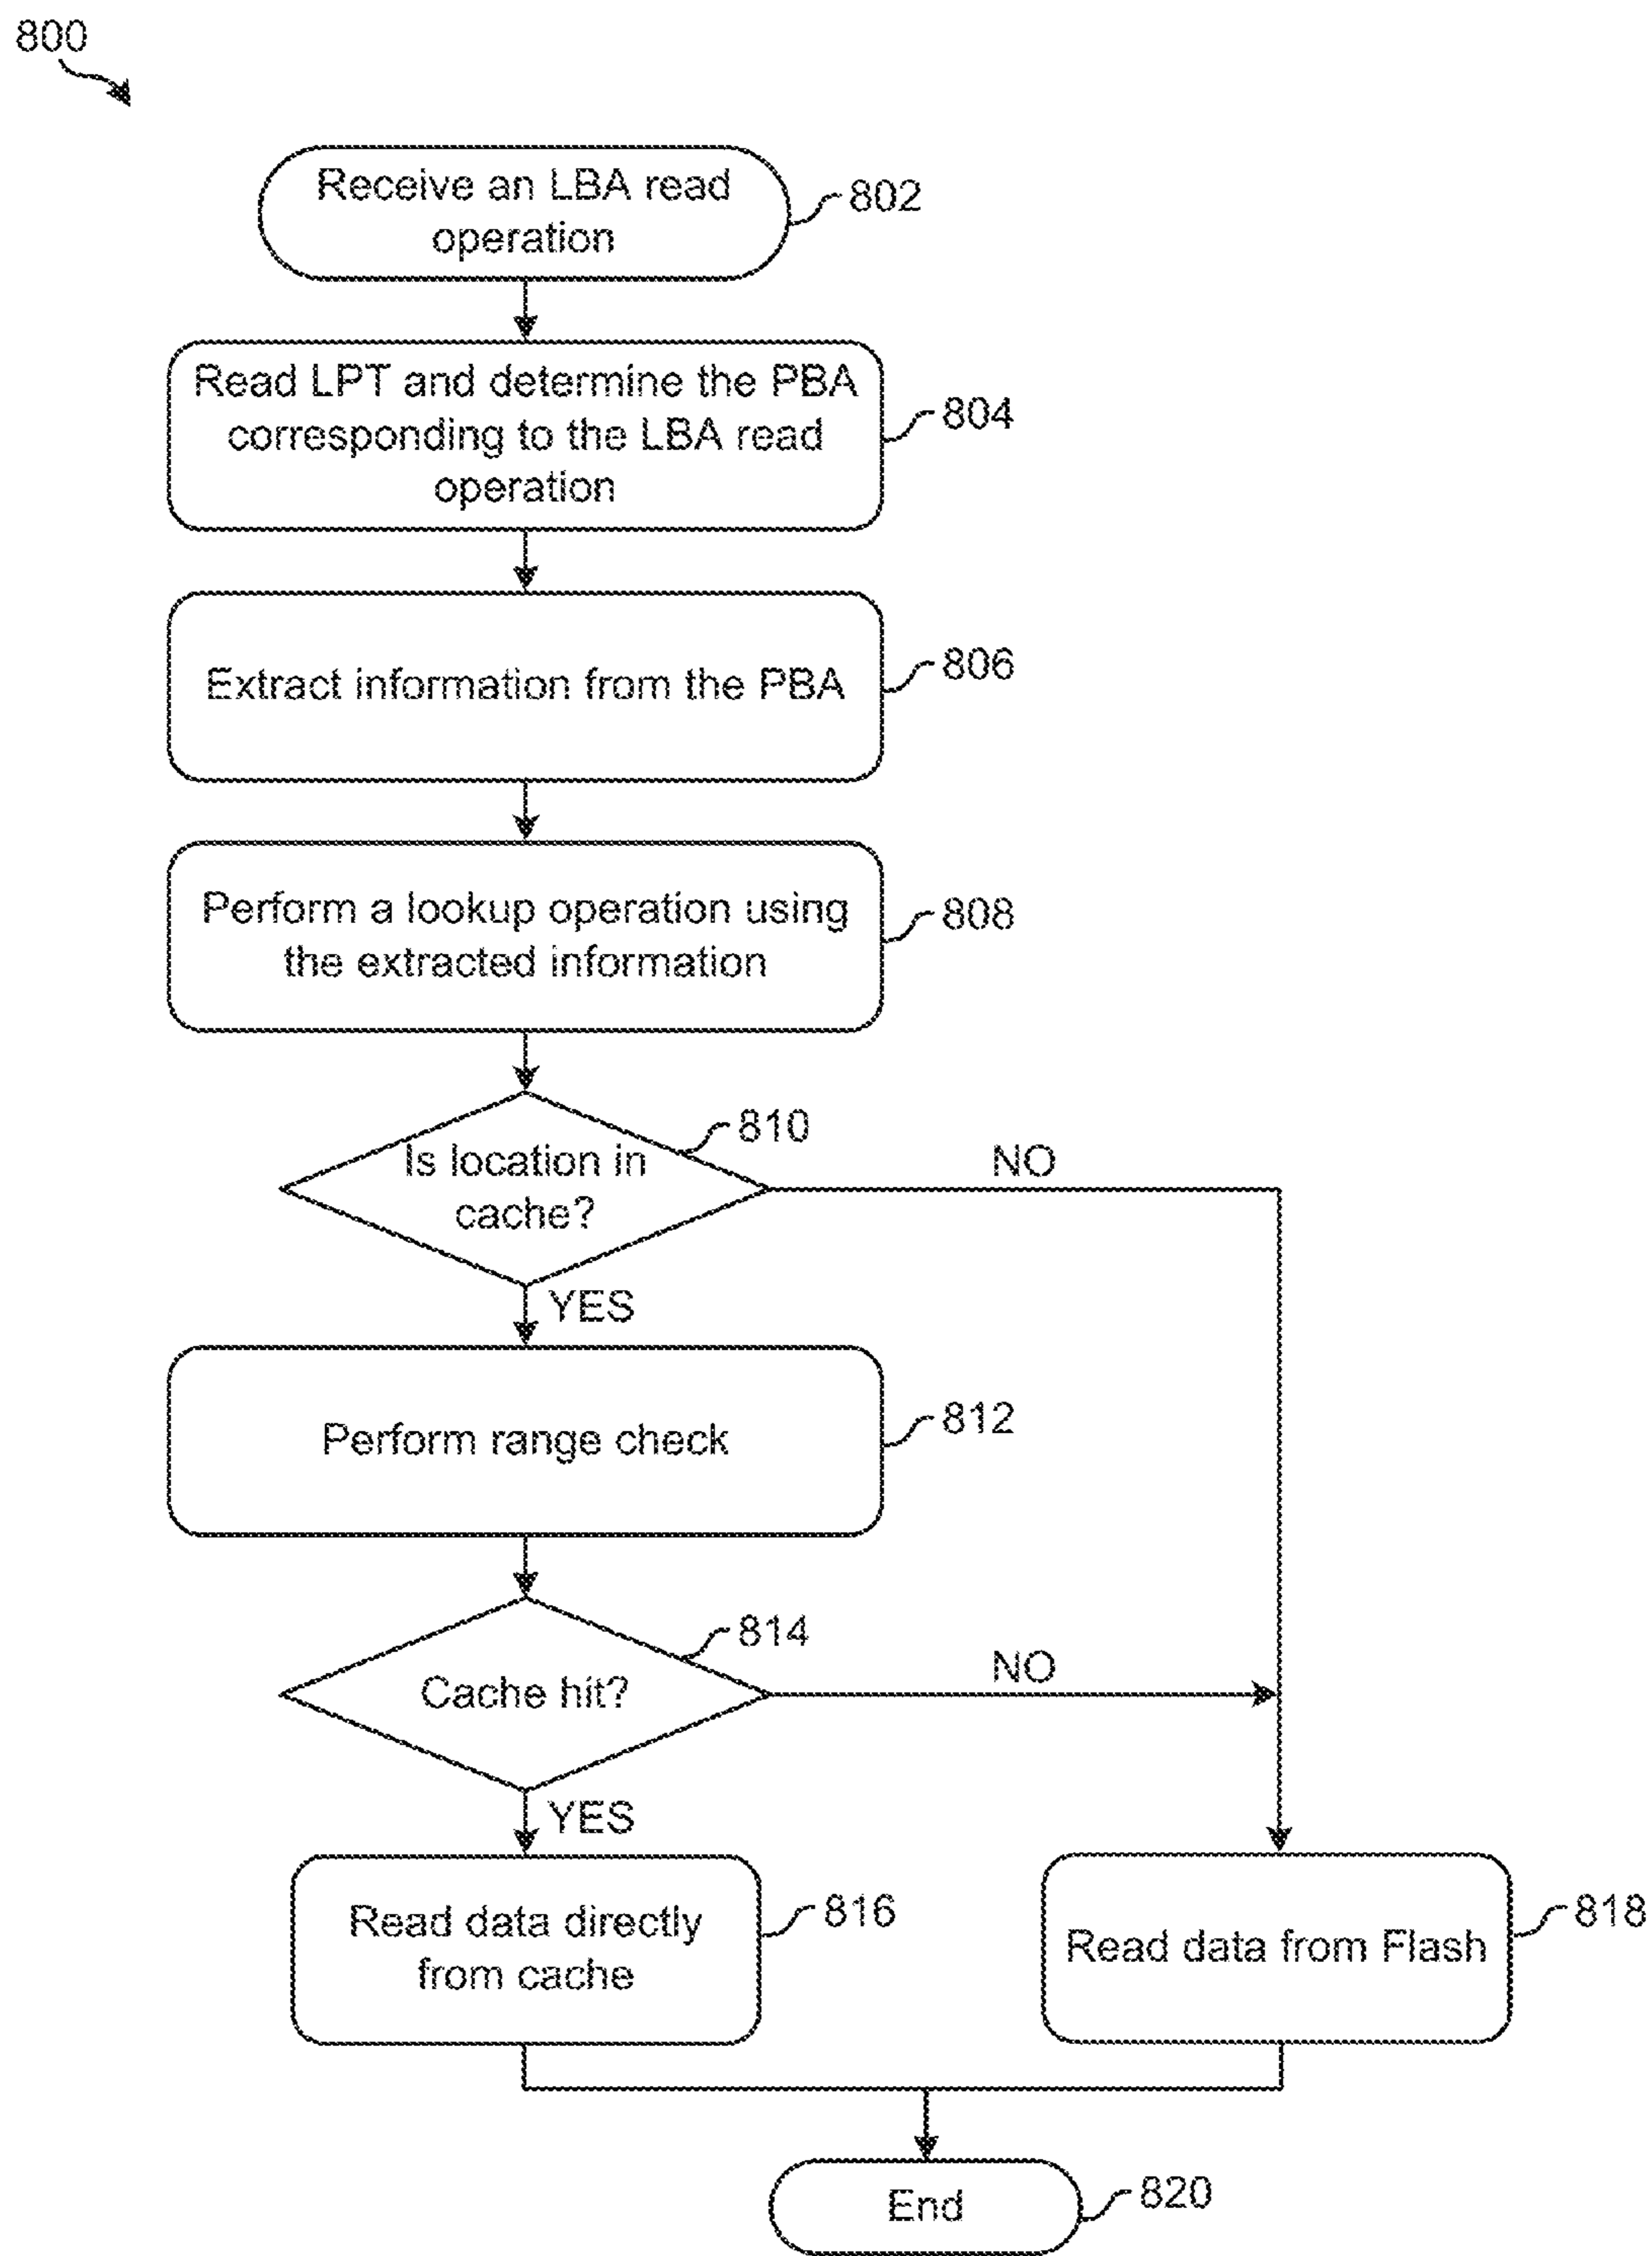 800
Receive an LBA read
operation
802
Read LPT and determine the PBA
corresponding to the LBA read
operation
804
Extract information from the PBA
806
Perform a lookup operation using
the extracted information
808
Is location in
cache?
810
NO
YES
Perform range check
812
Cache hit?
814
NO
YES
Read data directly
from cache
816
Read data from Flash
818
End
820